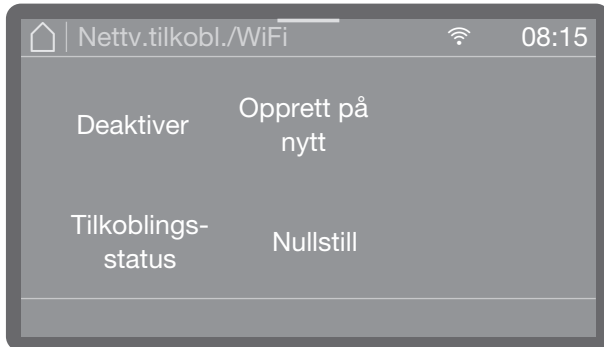 Nettv.tilkobl./WiFi 08:15
Deaktiver
Opprett på
nytt
Tilkoblings-
status
Nullstill